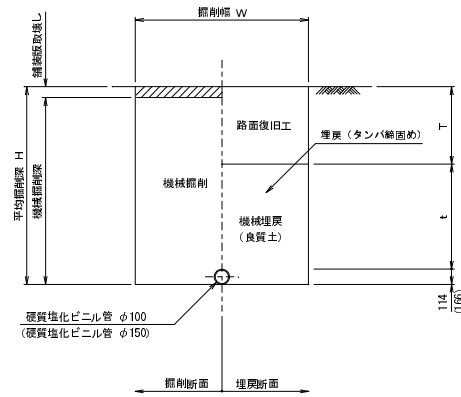 掘削幅 W
舗装版取壊し
平均掘削深 H
機械掘削深
路面復旧工
埋戻（タンパ締固め）
T
機械掘削
機械埋戻
（良質土）
t
114
(166)
硬質塩化ビニル管 φ100
(硬質塩化ビニル管 φ150)
掘削断面
埋戻断面